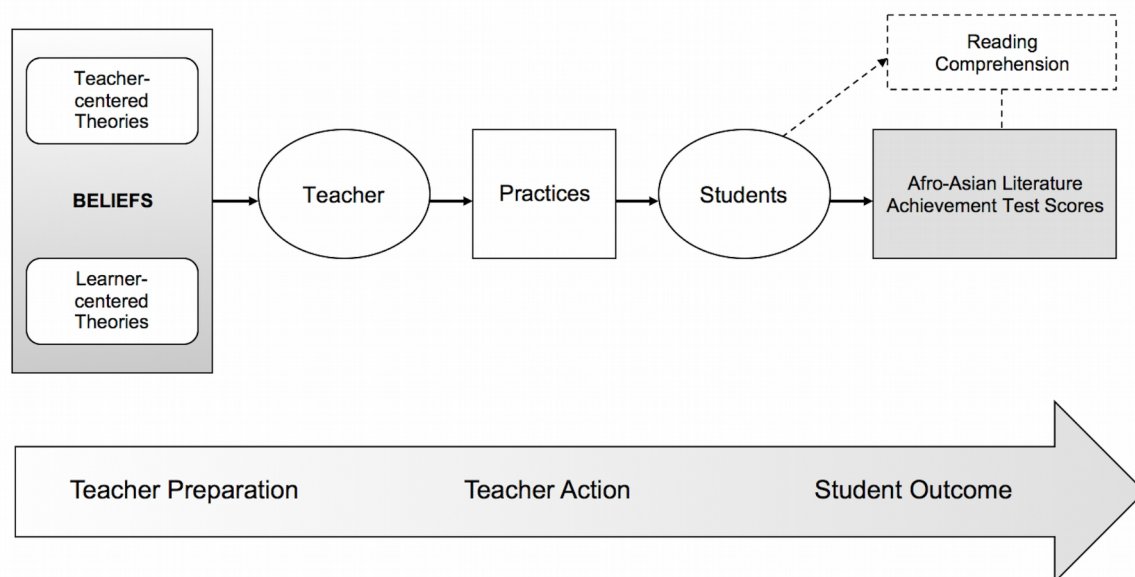 Teacher-
centered
Theories
BELIEFS
Learner-
centered
Theories
Teacher
Practices
Students
Reading
Comprehension
Afro-Asian Literature
Achievement Test Scores
Teacher Preparation
Teacher Action
Student Outcome